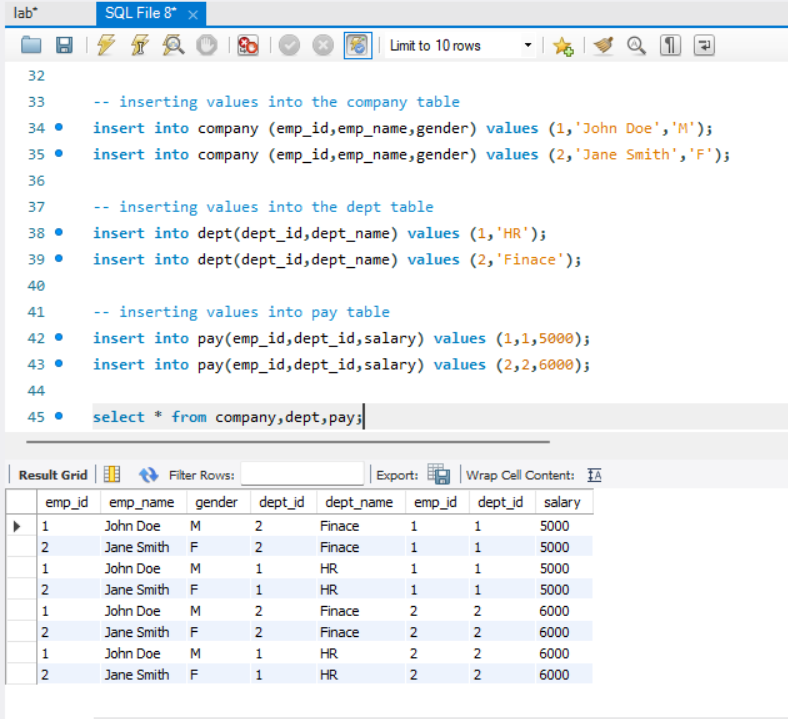 lab*
SQL File 8*
Limit to 10 rows
32
33 -- inserting values into the company table
34 insert into company (emp_id,emp_name,gender) values (1,'John Doe','M');
35 insert into company (emp_id,emp_name,gender) values (2,'Jane Smith','F');
36
37 -- inserting values into the dept table
38 insert into dept(dept_id,dept_name) values (1,'HR');
39 insert into dept(dept_id,dept_name) values (2,'Finace');
40
41 -- inserting values into pay table
42 insert into pay(emp_id,dept_id,salary) values (1,1,5000);
43 insert into pay(emp_id,dept_id,salary) values (2,2,6000);
44
45 select * from company,dept,pay;
Result Grid Filter Rows: Export: Wrap Cell Content: IA
emp_id emp_name gender dept_id dept_name emp_id dept_id salary
1 John Doe M 2 Finace 1 1 5000
2 Jane Smith F 2 Finace 1 1 5000
1 John Doe M 1 HR 1 1 5000
2 Jane Smith F 1 HR 1 1 5000
1 John Doe M 2 Finace 2 2 6000
2 Jane Smith F 2 Finace 2 2 6000
1 John Doe M 1 HR 2 2 6000
2 Jane Smith F 1 HR 2 2 6000